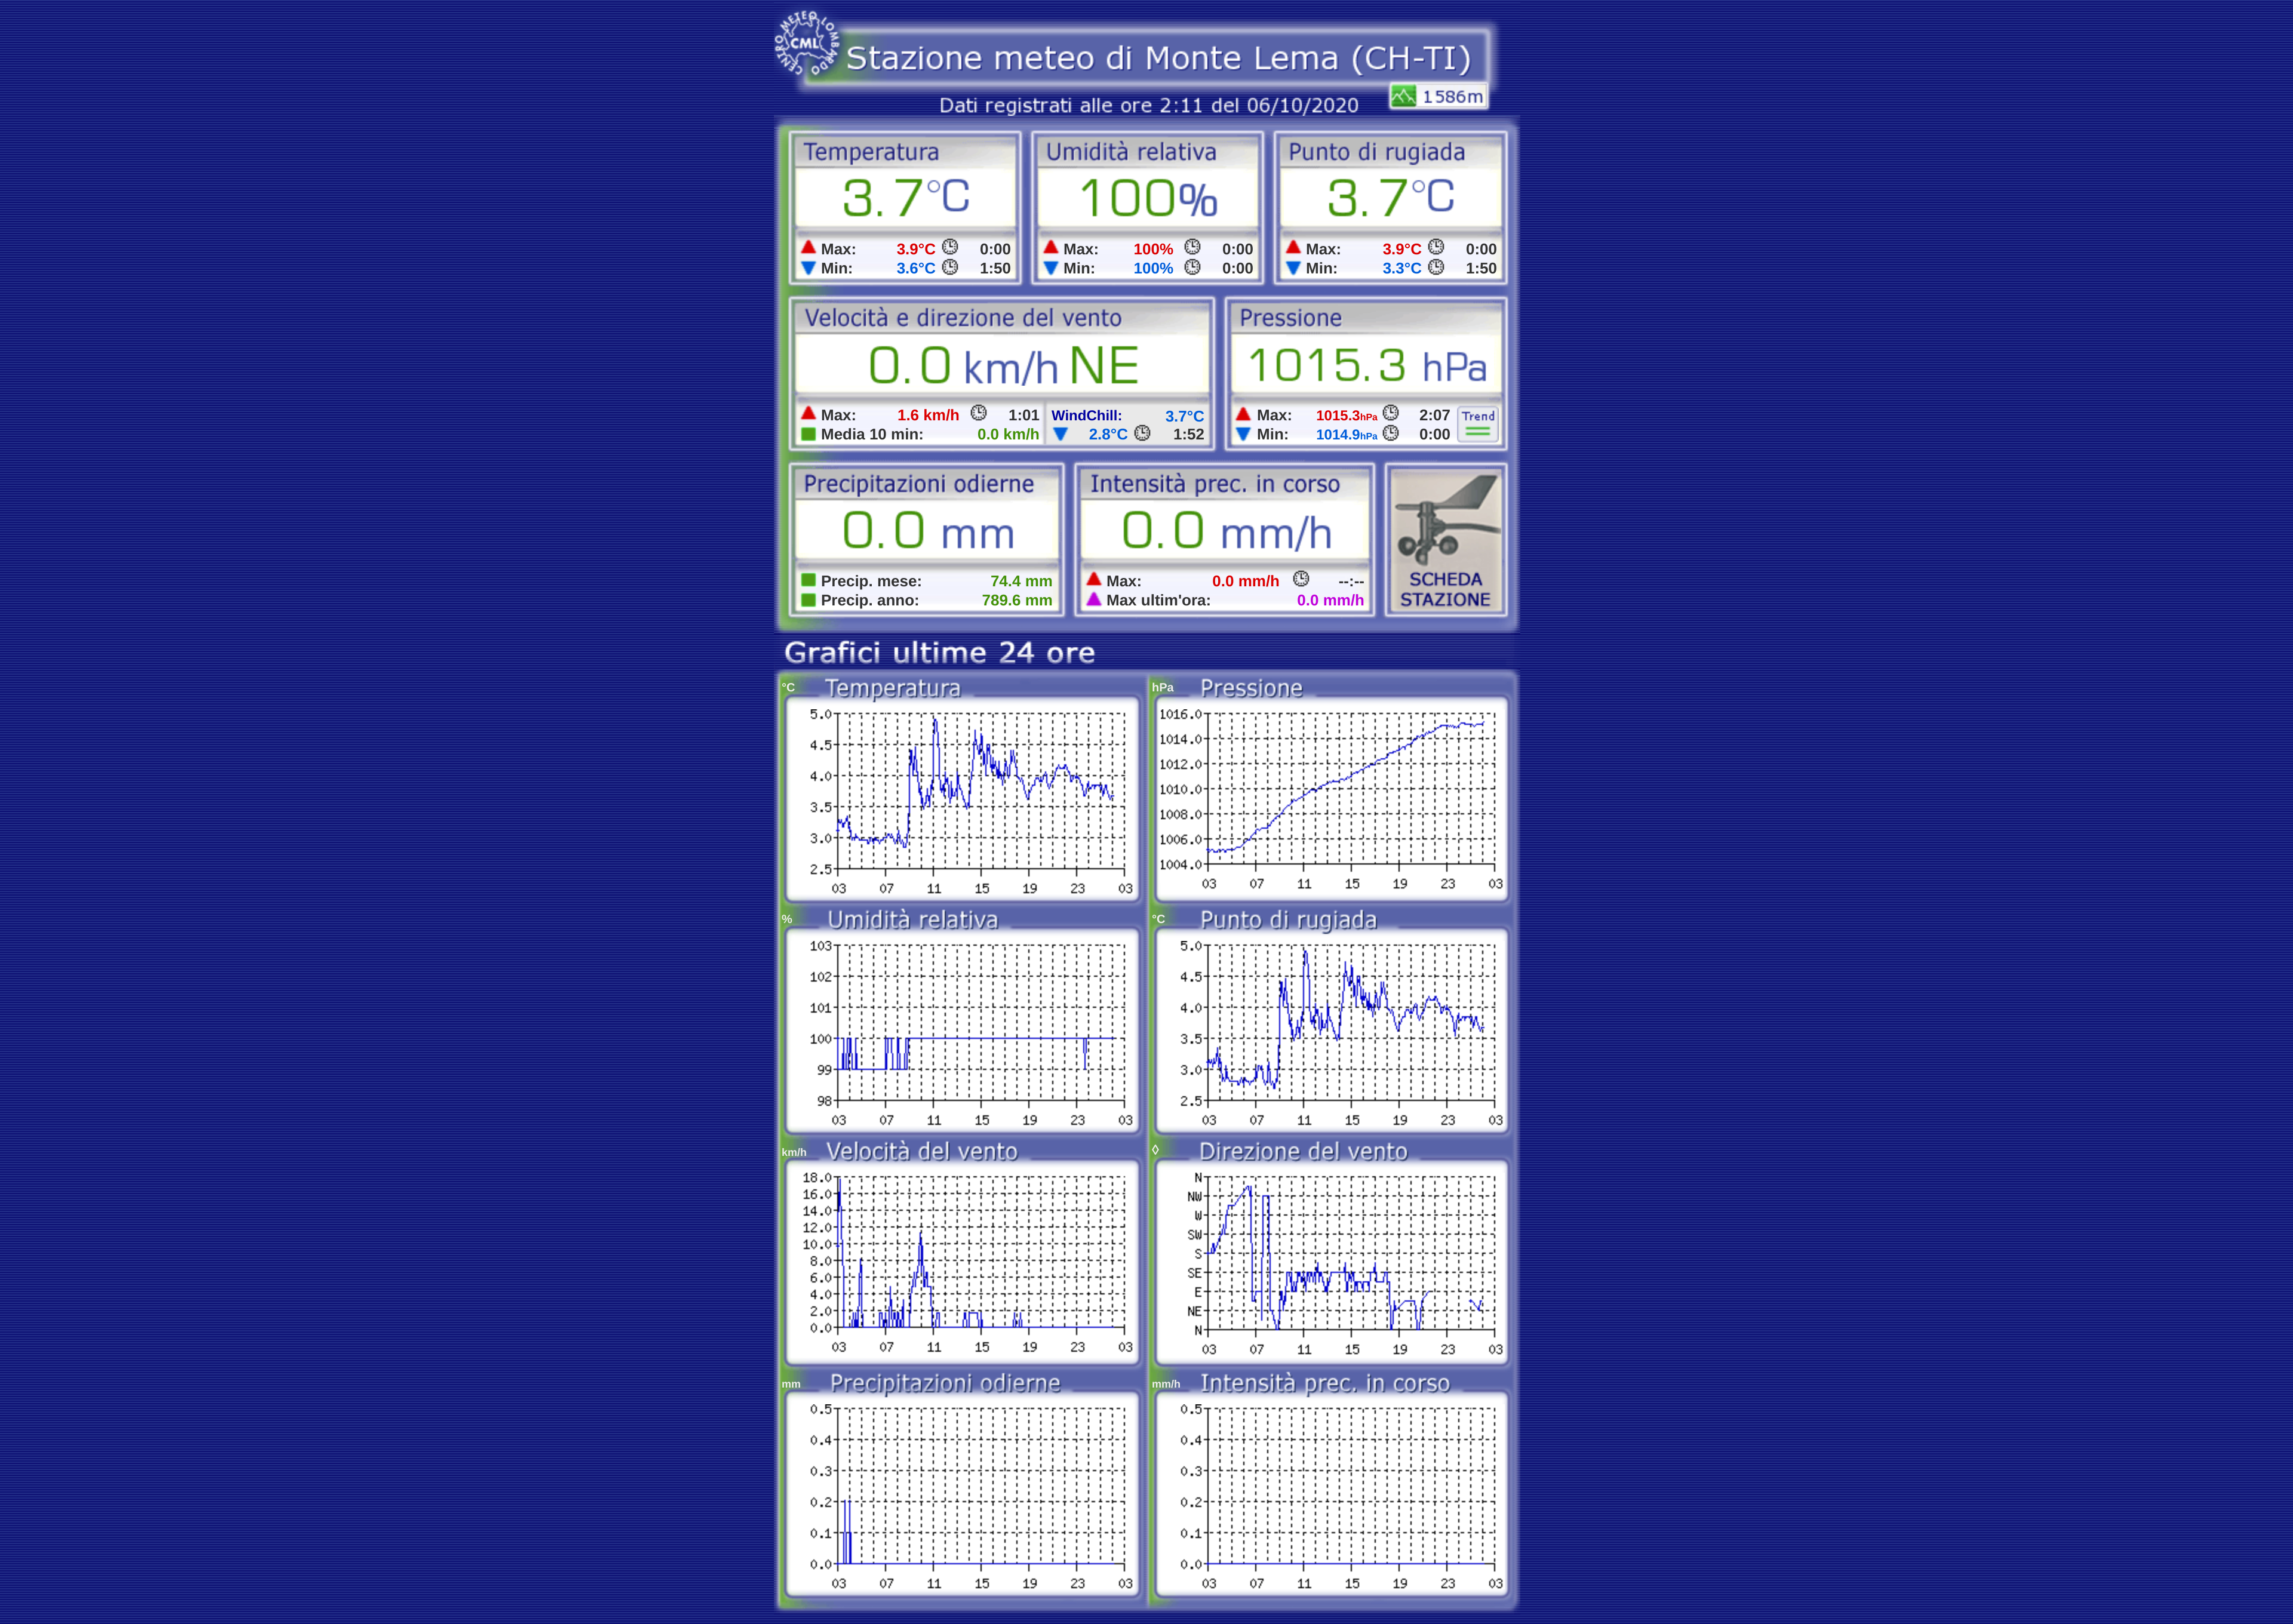 CENTRO METEO LOMBARDO
CML
Stazione meteo di Monte Lema (CH-TI)
1586m
Dati registrati alle ore 2:11 del 06/10/2020
Temperatura
3.7°C
Max: 3.9°C 0:00
Min: 3.6°C 1:50
Umidità relativa
100%
Max: 100% 0:00
Min: 100% 0:00
Punto di rugiada
3.7°C
Max: 3.9°C 0:00
Min: 3.3°C 1:50
Velocità e direzione del vento
0.0 km/h NE
Max: 1.6 km/h 1:01
Media 10 min: 0.0 km/h
WindChill: 3.7°C
2.8°C 1:52
Pressione
1015.3 hPa
Max: 1015.3hPa 2:07
Min: 1014.9hPa 0:00
Trend
Precipitazioni odierne
0.0 mm
Precip. mese: 74.4 mm
Precip. anno: 789.6 mm
Intensità prec. in corso
0.0 mm/h
Max: 0.0 mm/h --:--
Max ultim'ora: 0.0 mm/h
SCHEDA
STAZIONE
Grafici ultime 24 ore
°C Temperatura
5.0
4.5
4.0
3.5
3.0
2.5
03 07 11 15 19 23 03
hPa Pressione
1016.0
1014.0
1012.0
1010.0
1008.0
1006.0
1004.0
03 07 11 15 19 23 03
% Umidità relativa
103
102
101
100
99
98
03 07 11 15 19 23 03
°C Punto di rugiada
5.0
4.5
4.0
3.5
3.0
2.5
03 07 11 15 19 23 03
km/h Velocità del vento
18.0
16.0
14.0
12.0
10.0
8.0
6.0
4.0
2.0
0.0
03 07 11 15 19 23 03
◊ Direzione del vento
N
NW
W
SW
S
SE
E
NE
N
03 07 11 15 19 23 03
mm Precipitazioni odierne
0.5
0.4
0.3
0.2
0.1
0.0
03 07 11 15 19 23 03
mm/h Intensità prec. in corso
0.5
0.4
0.3
0.2
0.1
0.0
03 07 11 15 19 23 03